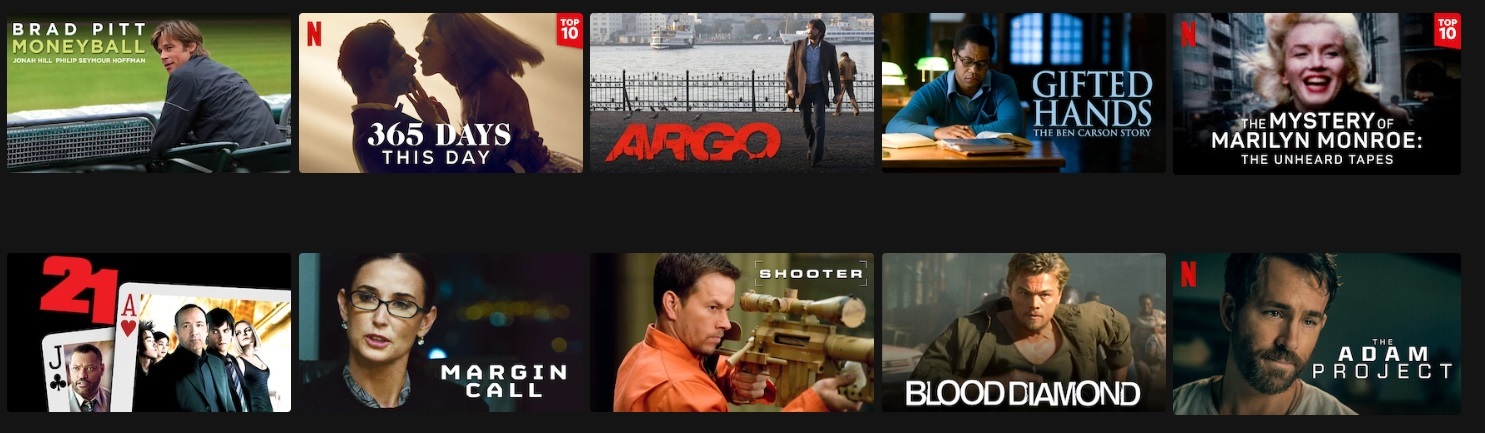 BRAD PITT
MONEYBALL
JONAH HILL PHILIP SEYMOUR HOFFMAN
N
TOP
10
365 DAYS
THIS DAY
ARGO
GIFTED
HANDS
THE BEN CARSON STORY
N
TOP
10
THE MYSTERY OF
MARILYN MONROE:
THE UNHEARD TAPES
21
J
A
MARGIN
CALL
SHOOTER
BLOOD DIAMOND
N
THE
ADAM
PROJECT